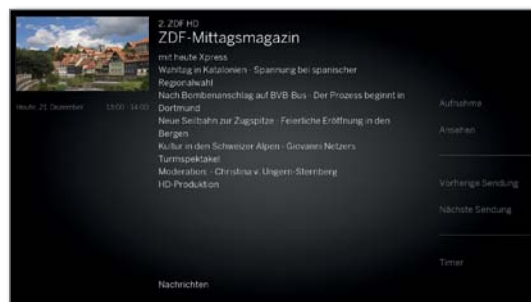 2. ZDF HD
ZDF-Mittagsmagazin
mit heute Xpress
Wahltag in Katalonien - Spannung bei spanischer
Regionalwahl
Nach Bombenanschlag auf BVB-Bus - Der Prozess beginnt in
Dortmund
Neue Seilbahn zur Zugspitze - Feierliche Eröffnung in den
Bergen
Kultur in den Schweizer Alpen - Giovanni Netzers
Turmspektakel
Moderation: - Christina v. Ungern-Sternberg
HD-Produktion
Heute, 21. Dezember 13:00 - 14:00
Aufnahme
Ansehen
Vorherige Sendung
Nächste Sendung
Timer
Nachrichten